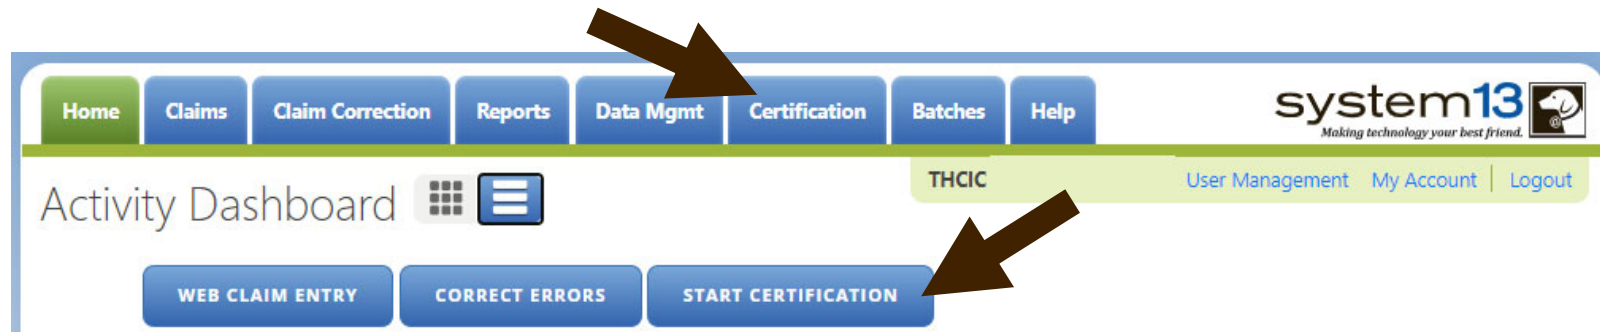 Home Claims Claim Correction Reports Data Mgmt Certification Batches Help
system13
Making technology your best friend.
THCIC User Management My Account Logout
Activity Dashboard
WEB CLAIM ENTRY CORRECT ERRORS START CERTIFICATION